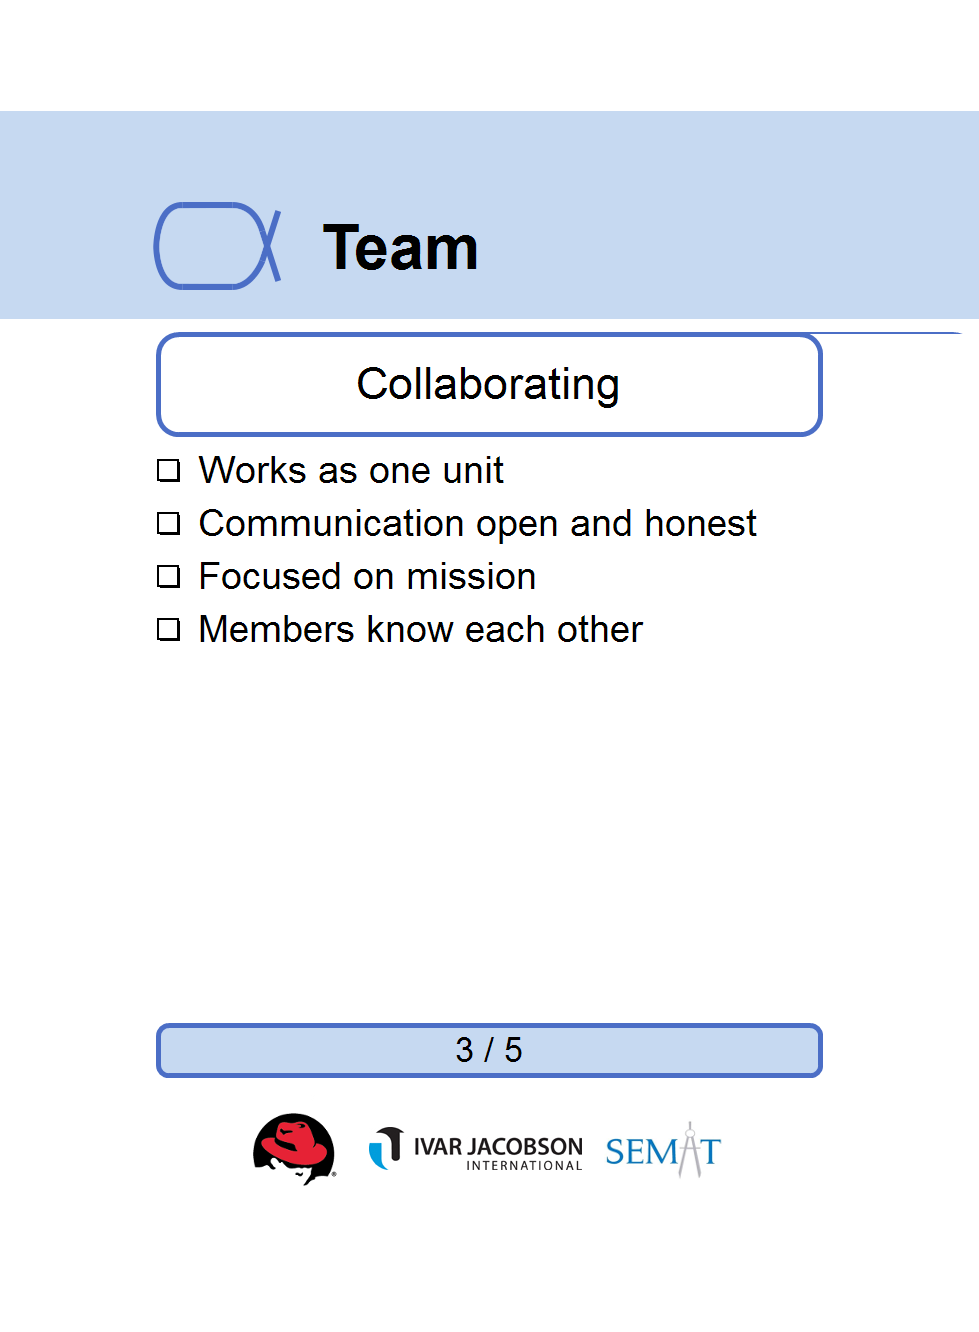 Team
Collaborating
Works as one unit
Communication open and honest
Focused on mission
Members know each other
3 / 5
IVAR JACOBSON
INTERNATIONAL
SEMAT